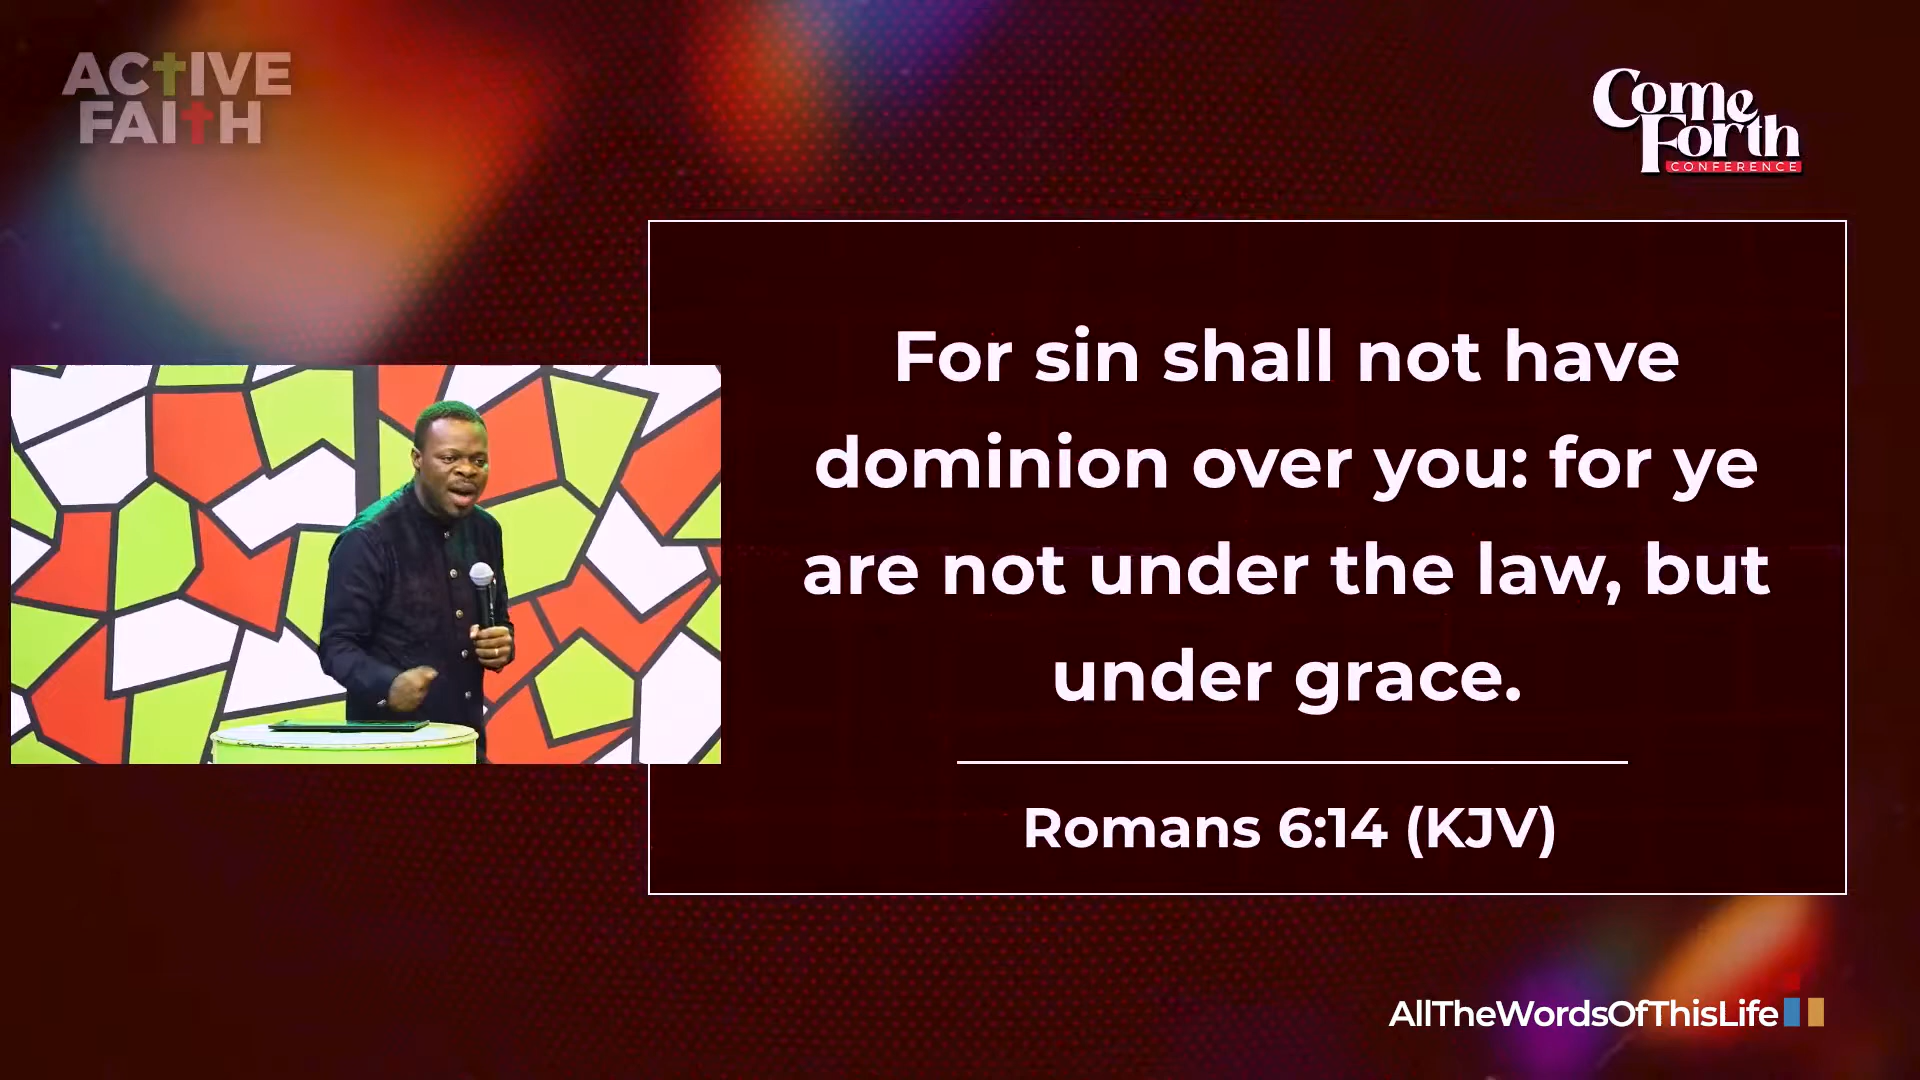 ACTIVE
FAITH
Come
Forth
CONFERENCE
For sin shall not have
dominion over you: for ye
are not under the law, but
under grace.
Romans 6:14 (KJV)
AllTheWordsOfThisLife